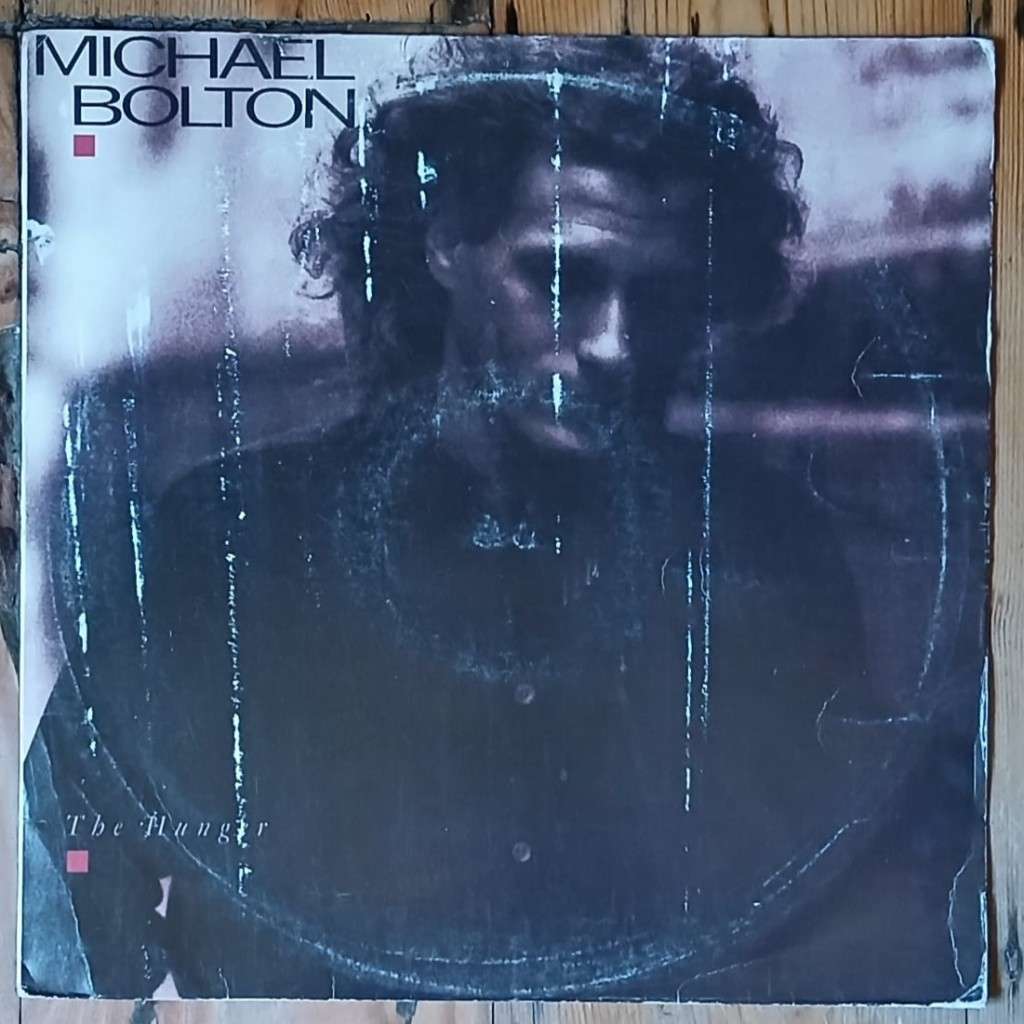 MICHAEL
BOLTON
The Hunger